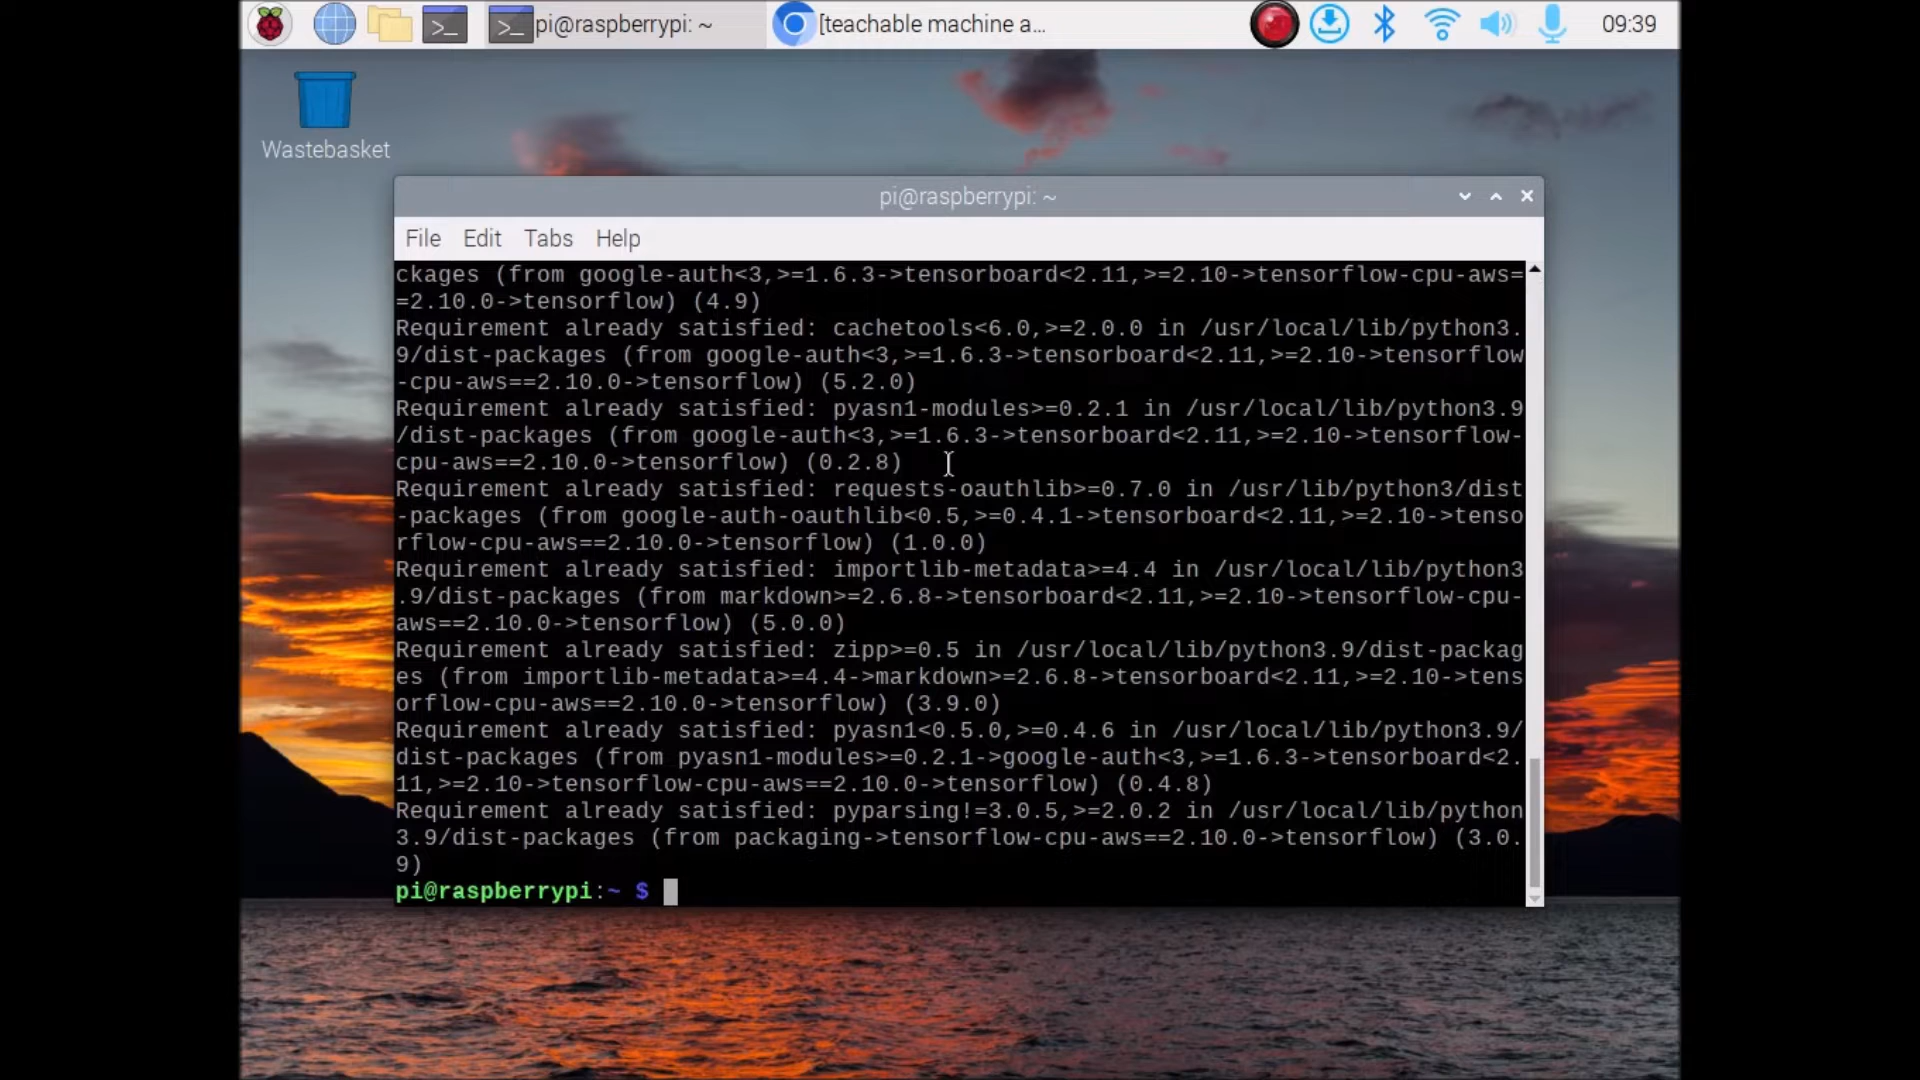 pi@raspberrypi: ~
[teachable machine a...
09:39
Wastebasket
pi@raspberrypi: ~
File Edit Tabs Help
ckages (from google-auth<3,>=1.6.3->tensorboard<2.11,>=2.10->tensorflow-cpu-aws=
=2.10.0->tensorflow) (4.9)
Requirement already satisfied: cachetools<6.0,>=2.0.0 in /usr/local/lib/python3.
9/dist-packages (from google-auth<3,>=1.6.3->tensorboard<2.11,>=2.10->tensorflow
-cpu-aws==2.10.0->tensorflow) (5.2.0)
Requirement already satisfied: pyasn1-modules>=0.2.1 in /usr/local/lib/python3.9
/dist-packages (from google-auth<3,>=1.6.3->tensorboard<2.11,>=2.10->tensorflow-
cpu-aws==2.10.0->tensorflow) (0.2.8)
Requirement already satisfied: requests-oauthlib>=0.7.0 in /usr/lib/python3/dist
-packages (from google-auth-oauthlib<0.5,>=0.4.1->tensorboard<2.11,>=2.10->tenso
rflow-cpu-aws==2.10.0->tensorflow) (1.0.0)
Requirement already satisfied: importlib-metadata>=4.4 in /usr/local/lib/python3
.9/dist-packages (from markdown>=2.6.8->tensorboard<2.11,>=2.10->tensorflow-cpu-
aws==2.10.0->tensorflow) (5.0.0)
Requirement already satisfied: zipp>=0.5 in /usr/local/lib/python3.9/dist-packag
es (from importlib-metadata>=4.4->markdown>=2.6.8->tensorboard<2.11,>=2.10->tens
orflow-cpu-aws==2.10.0->tensorflow) (3.9.0)
Requirement already satisfied: pyasn1<0.5.0,>=0.4.6 in /usr/local/lib/python3.9/
dist-packages (from pyasn1-modules>=0.2.1->google-auth<3,>=1.6.3->tensorboard<2.
11,>=2.10->tensorflow-cpu-aws==2.10.0->tensorflow) (0.4.8)
Requirement already satisfied: pyparsing!=3.0.5,>=2.0.2 in /usr/local/lib/python
3.9/dist-packages (from packaging->tensorflow-cpu-aws==2.10.0->tensorflow) (3.0.
9)
pi@raspberrypi:~ $